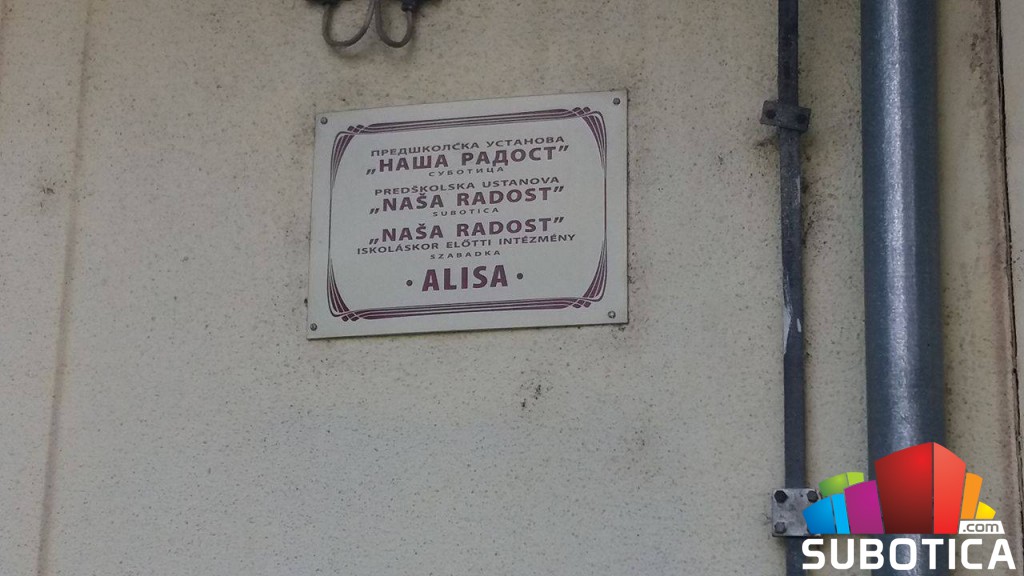 ПРЕДШКОЛСКА УСТАНОВА
„НАША РАДОСТ”
СУБОТИЦА
PREDŠKOLSKA USTANOVA
„NAŠA RADOST”
SUBOTICA
„NAŠA RADOST”
ISKOLÁSKOR ELŐTTI INTÉZMÉNY
SZABADKA
• ALISA •
.com
SUBOTICA